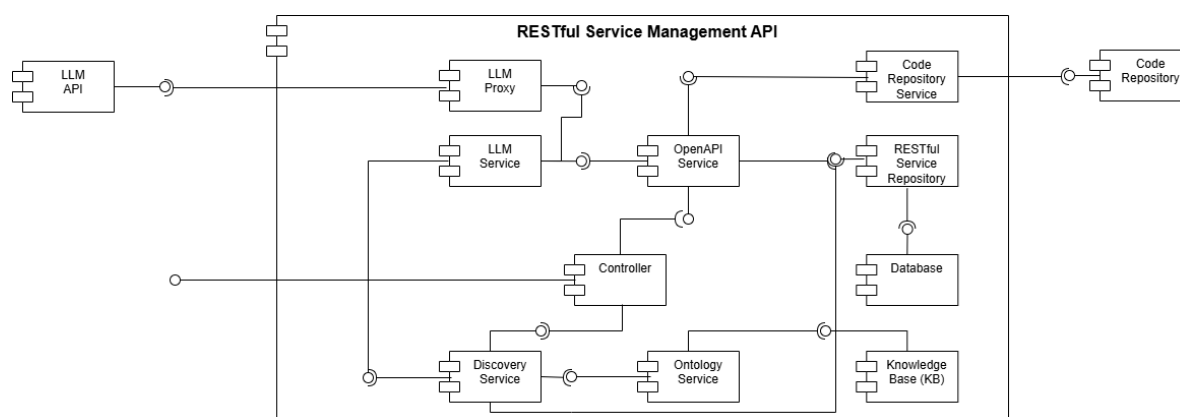 RESTful Service Management API
LLM
API
LLM
Proxy
Code
Repository
Service
Code
Repository
LLM
Service
OpenAPI
Service
RESTful
Service
Repository
Controller
Database
Discovery
Service
Ontology
Service
Knowledge
Base (KB)